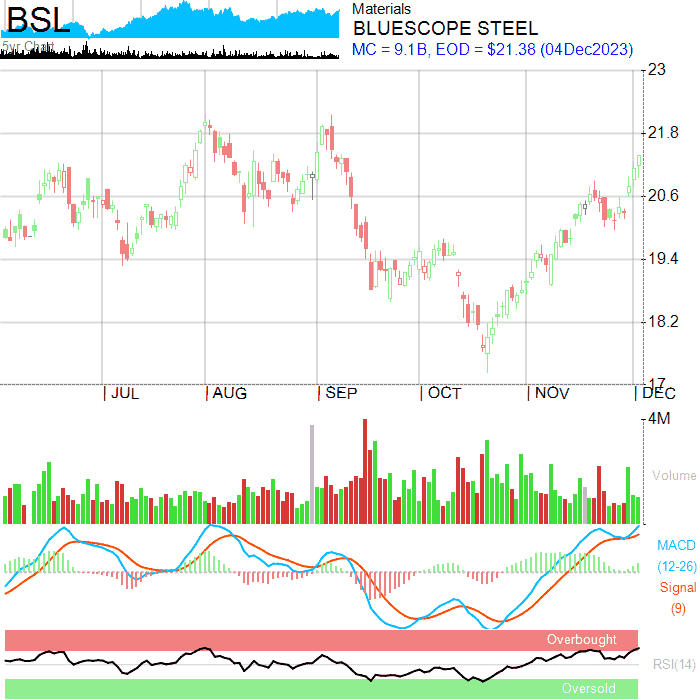 BSL
5yr Chart
Materials
BLUESCOPE STEEL
MC = 9.1B, EOD = $21.38 (04Dec2023)
23
21.8
20.6
19.4
18.2
17
JUL
AUG
SEP
OCT
NOV
DEC
4M
Volume
MACD
(12-26)
Signal
(9)
Overbought
RSI(14)
Oversold